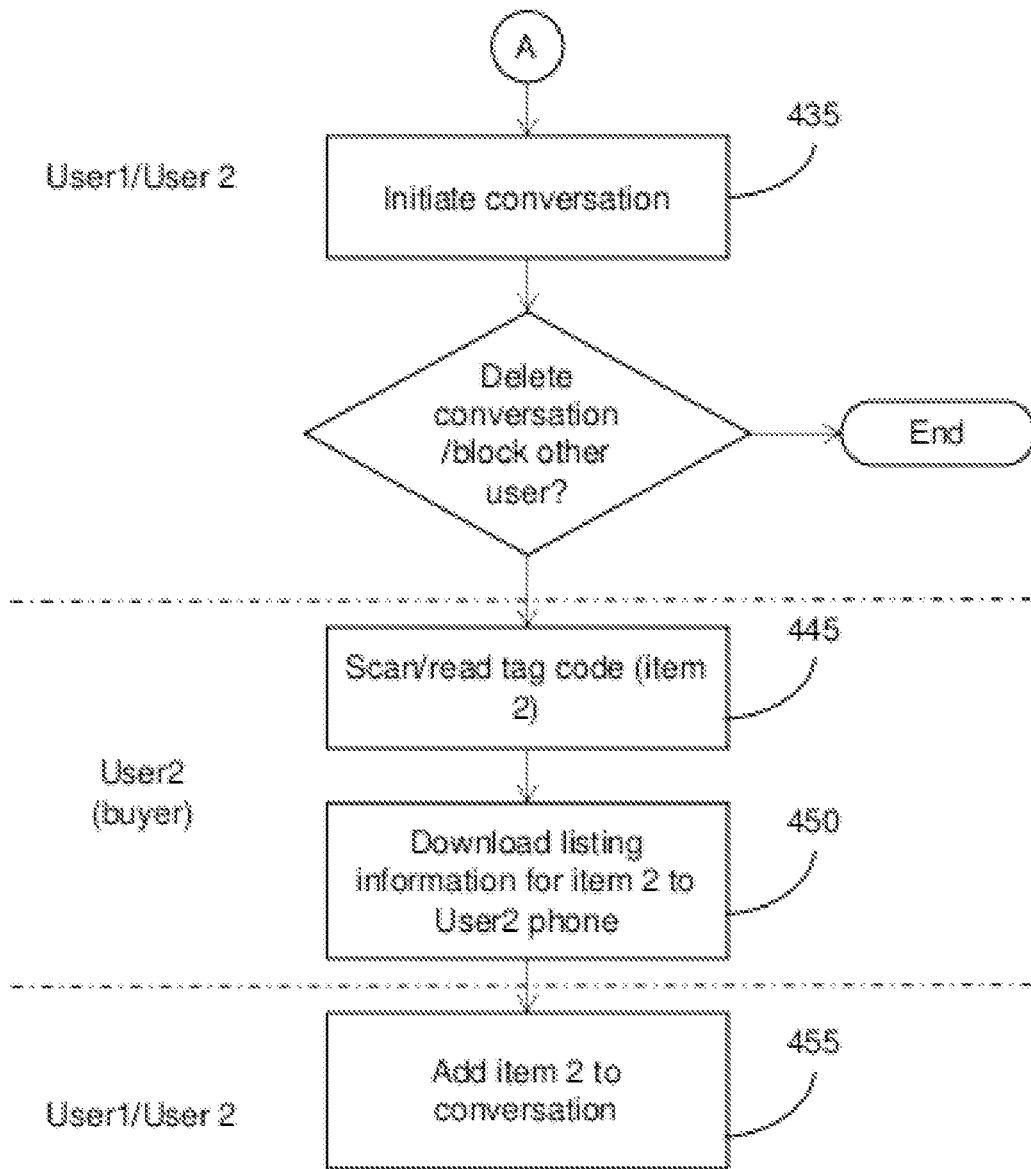 A
435
User1/User 2
Initiate conversation
Delete
conversation
/block other
user?
End
445
Scan/read tag code (item
2)
User2
(buyer)
450
Download listing
information for item 2 to
User2 phone
455
Add item 2 to
conversation
User1/User 2